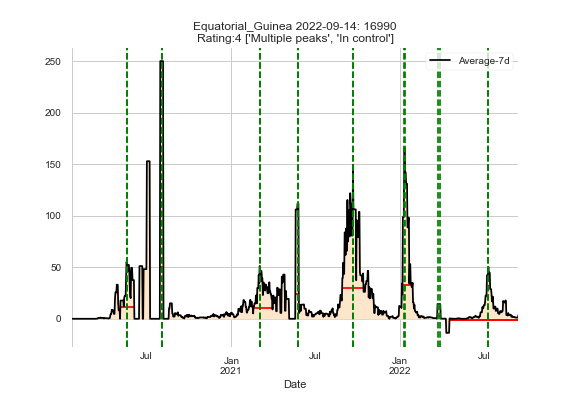 Equatorial_Guinea 2022-09-14: 16990
Rating:4 ['Multiple peaks', 'In control']
Average-7d
250
200
150
100
50
0
Jul
Jan
2021
Jul
Jan
2022
Jul
Date